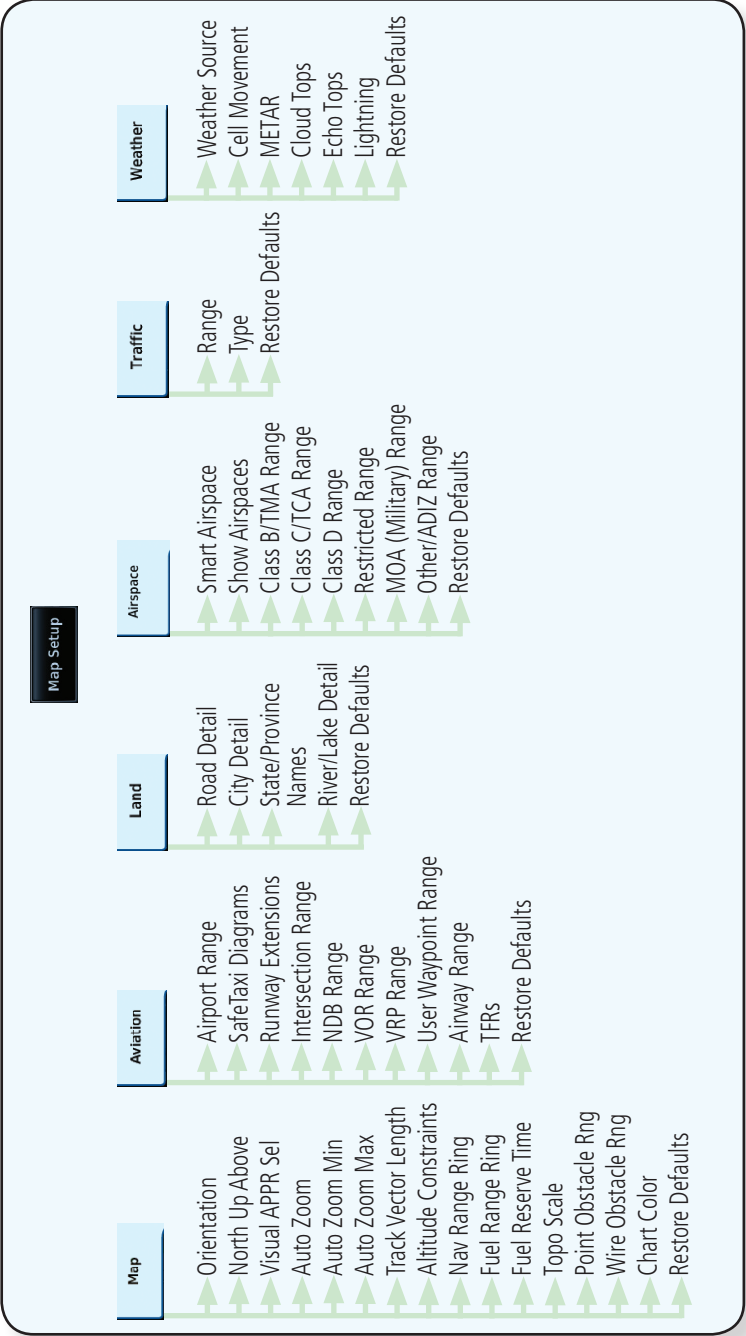 Map Setup
Map
Orientation
North Up Above
Visual APPR Sel
Auto Zoom
Auto Zoom Min
Auto Zoom Max
Track Vector Length
Altitude Constraints
Nav Range Ring
Fuel Range Ring
Fuel Reserve Time
Topo Scale
Point Obstacle Rng
Wire Obstacle Rng
Chart Color
Restore Defaults
Aviation
Airport Range
SafeTaxi Diagrams
Runway Extensions
Intersection Range
NDB Range
VOR Range
VRP Range
User Waypoint Range
Airway Range
TFRs
Restore Defaults
Land
Road Detail
City Detail
State/Province
Names
River/Lake Detail
Restore Defaults
Airspace
Smart Airspace
Show Airspaces
Class B/TMA Range
Class C/TCA Range
Class D Range
Restricted Range
MOA (Military) Range
Other/ADIZ Range
Restore Defaults
Traffic
Range
Type
Restore Defaults
Weather
Weather Source
Cell Movement
METAR
Cloud Tops
Echo Tops
Lightning
Restore Defaults